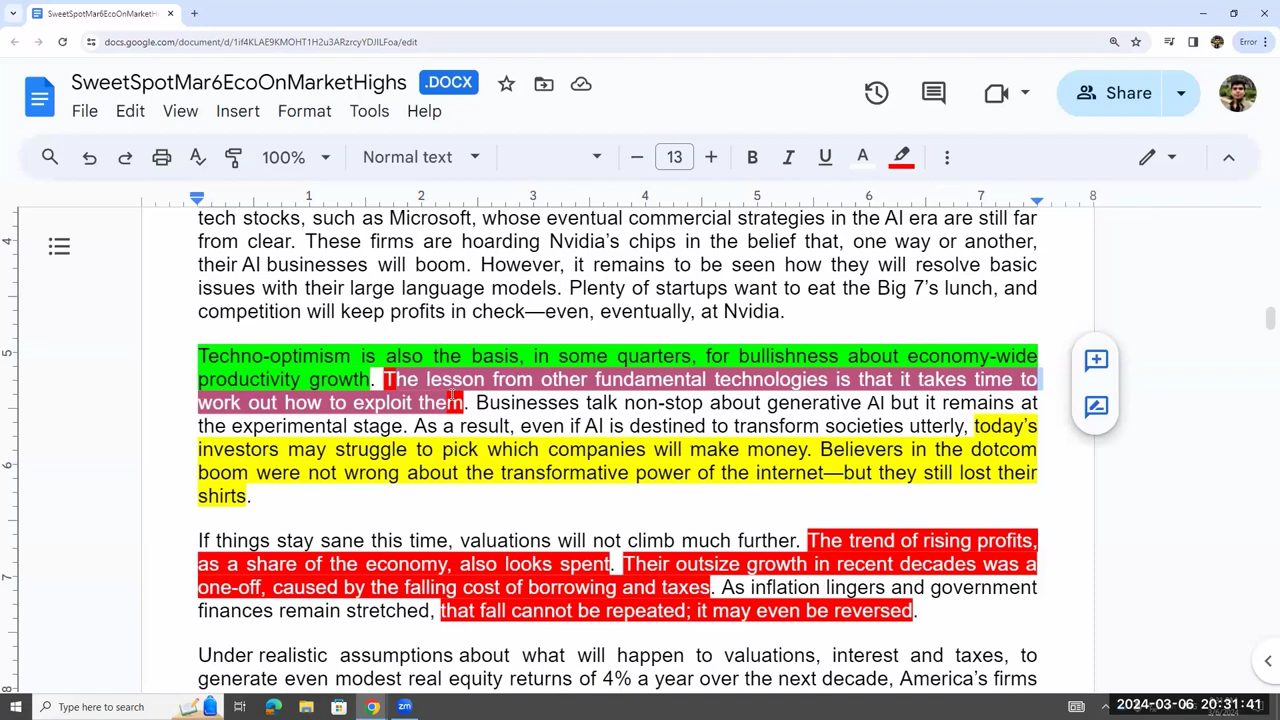 SweetSpotMar6EcoOnMarketHi
docs.google.com/document/d/1if4KLAE9KMOHT1H2u3ARzrcyYDJILFoa/edit
Error
SweetSpotMar6EcoOnMarketHighs .DOCX
Share
File Edit View Insert Format Tools Help
100% Normal text 13 B I U A
1 2 3 4 5 6 7 8
tech stocks, such as Microsoft, whose eventual commercial strategies in the AI era are still far
4
from clear. These firms are hoarding Nvidia’s chips in the belief that, one way or another,
their AI businesses will boom. However, it remains to be seen how they will resolve basic
issues with their large language models. Plenty of startups want to eat the Big 7’s lunch, and
competition will keep profits in check—even, eventually, at Nvidia.
5
Techno-optimism is also the basis, in some quarters, for bullishness about economy-wide
productivity growth. The lesson from other fundamental technologies is that it takes time to
work out how to exploit them. Businesses talk non-stop about generative AI but it remains at
the experimental stage. As a result, even if AI is destined to transform societies utterly, today’s
investors may struggle to pick which companies will make money. Believers in the dotcom
6
boom were not wrong about the transformative power of the internet—but they still lost their
shirts.
If things stay sane this time, valuations will not climb much further. The trend of rising profits,
as a share of the economy, also looks spent. Their outsize growth in recent decades was a
7
one-off, caused by the falling cost of borrowing and taxes. As inflation lingers and government
finances remain stretched, that fall cannot be repeated; it may even be reversed.
Under realistic assumptions about what will happen to valuations, interest and taxes, to
generate even modest real equity returns of 4% a year over the next decade, America’s firms
8
Type here to search
2024-03-06 20:31:41